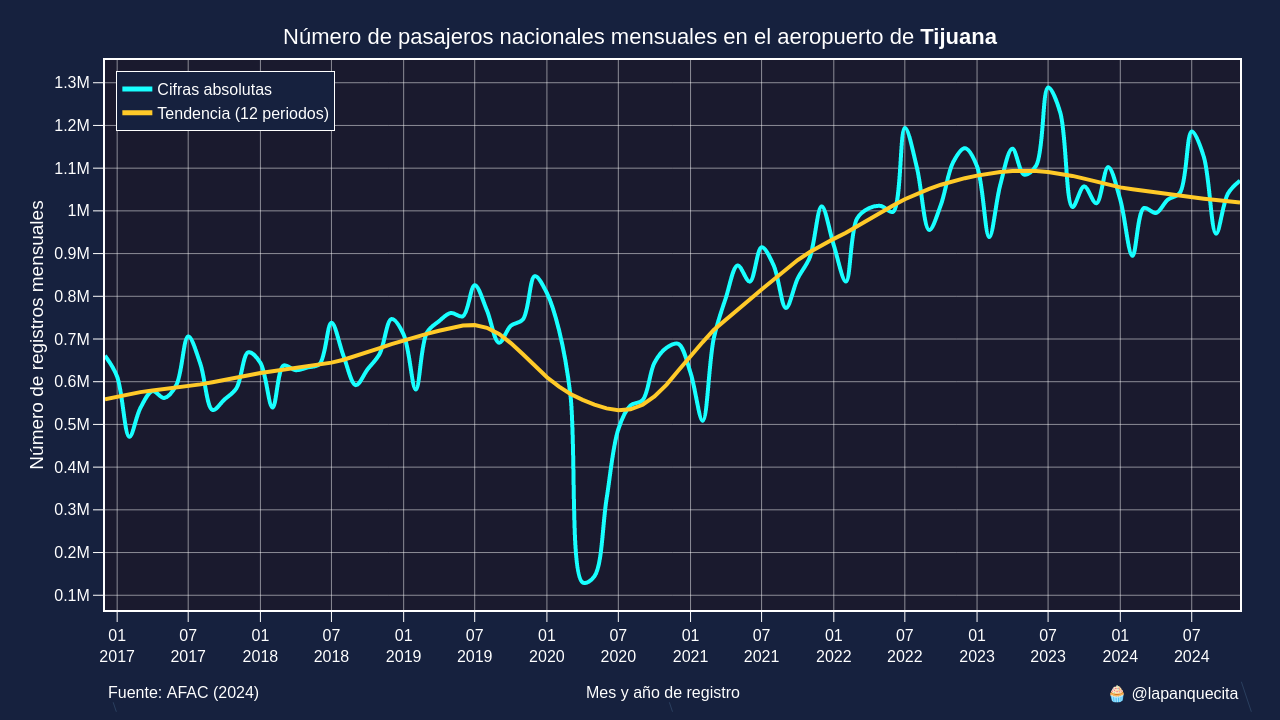 Número de pasajeros nacionales mensuales en el aeropuerto de Tijuana
Cifras absolutas
Tendencia (12 periodos)
Número de registros mensuales
1.3M
1.2M
1.1M
1M
0.9M
0.8M
0.7M
0.6M
0.5M
0.4M
0.3M
0.2M
0.1M
01 07 01 07 01 07 01 07 01 07 01 07 01 07 01 07
2017 2017 2018 2018 2019 2019 2020 2020 2021 2021 2022 2022 2023 2023 2024 2024
Fuente: AFAC (2024)
Mes y año de registro
🧁 @lapanquecita